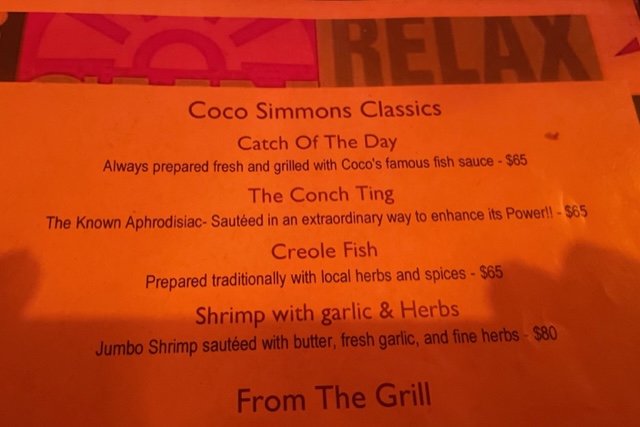 RELAX
Coco Simmons Classics
Catch Of The Day
Always prepared fresh and grilled with Coco's famous fish sauce - $65
The Conch Ting
The Known Aphrodisiac- Sautéed in an extraordinary way to enhance its Power!! - $65
Creole Fish
Prepared traditionally with local herbs and spices - $65
Shrimp with garlic & Herbs
Jumbo Shrimp sautéed with butter, fresh garlic, and fine herbs - $80
From The Grill